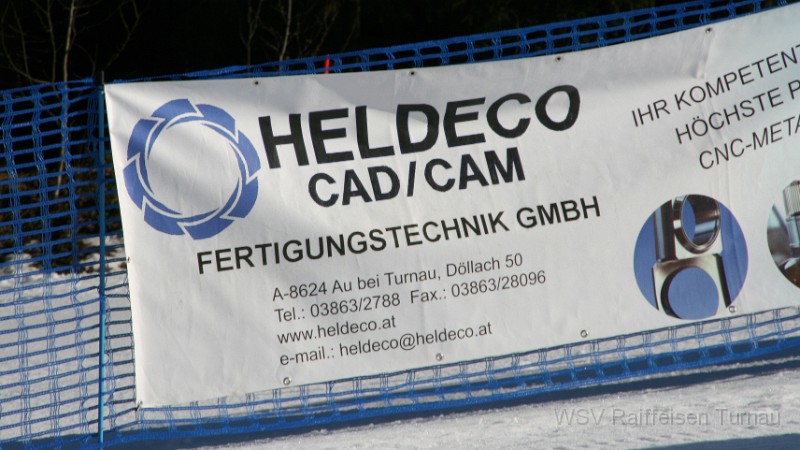 HELDECO
CAD/CAM
FERTIGUNGSTECHNIK GMBH
A-8624 Au bei Turnau, Döllach 50
Tel.: 03863/2788 Fax.: 03863/28096
www.heldeco.at
e-mail.: heldeco@heldeco.at
IHR KOMPETENT
HÖCHSTE P
CNC-META
WSV Raiffeisen Turnau